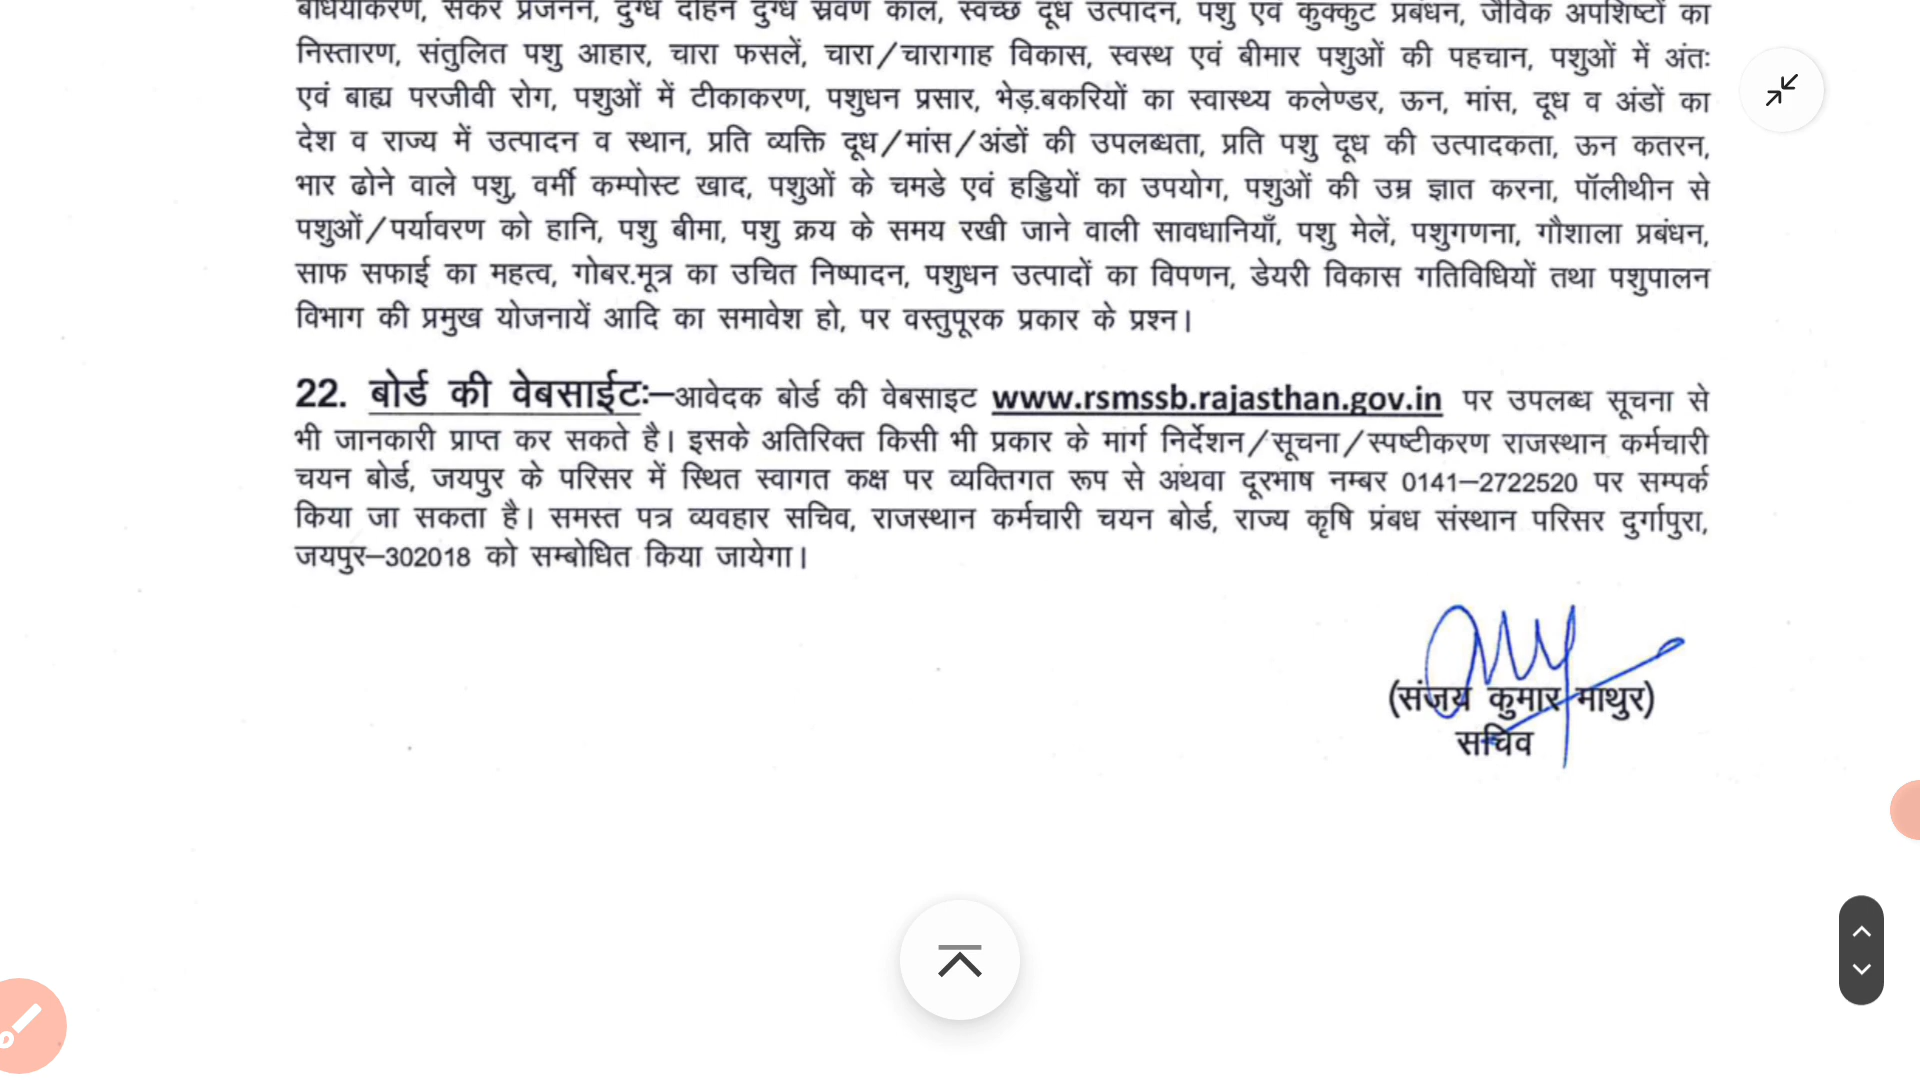 बधियाकरण, संकर प्रजनन, दुग्ध दोहन दुग्ध स्रवण काल, स्वच्छ दूध उत्पादन, पशु एवं कुक्कुट प्रबंधन, जैविक अपशिष्टों का
निस्तारण, संतुलित पशु आहार, चारा फसलें, चारा/चारागाह विकास, स्वस्थ एवं बीमार पशुओं की पहचान, पशुओं में अंतः
एवं बाह्य परजीवी रोग, पशुओं में टीकाकरण, पशुधन प्रसार, भेड़.बकरियों का स्वास्थ्य कलेण्डर, ऊन, मांस, दूध व अंडों का
देश व राज्य में उत्पादन व स्थान, प्रति व्यक्ति दूध/मांस/अंडों की उपलब्धता, प्रति पशु दूध की उत्पादकता, ऊन कतरन,
भार ढोने वाले पशु, वर्मी कम्पोस्ट खाद, पशुओं के चमडे एवं हड्डियों का उपयोग, पशुओं की उम्र ज्ञात करना, पॉलीथीन से
पशुओं/पर्यावरण को हानि, पशु बीमा, पशु क्रय के समय रखी जाने वाली सावधानियाँ, पशु मेलें, पशुगणना, गौशाला प्रबंधन,
साफ सफाई का महत्व, गोबर.मूत्र का उचित निष्पादन, पशुधन उत्पादों का विपणन, डेयरी विकास गतिविधियों तथा पशुपालन
विभाग की प्रमुख योजनायें आदि का समावेश हो, पर वस्तुपूरक प्रकार के प्रश्न।
22. बोर्ड की वेबसाईटः–आवेदक बोर्ड की वेबसाइट www.rsmssb.rajasthan.gov.in पर उपलब्ध सूचना से
भी जानकारी प्राप्त कर सकते है। इसके अतिरिक्त किसी भी प्रकार के मार्ग निर्देशन/सूचना/स्पष्टीकरण राजस्थान कर्मचारी
चयन बोर्ड, जयपुर के परिसर में स्थित स्वागत कक्ष पर व्यक्तिगत रूप से अथवा दूरभाष नम्बर 0141–2722520 पर सम्पर्क
किया जा सकता है। समस्त पत्र व्यवहार सचिव, राजस्थान कर्मचारी चयन बोर्ड, राज्य कृषि प्रंबध संस्थान परिसर दुर्गापुरा,
जयपुर–302018 को सम्बोधित किया जायेगा।
(संजय कुमार माथुर)
सचिव